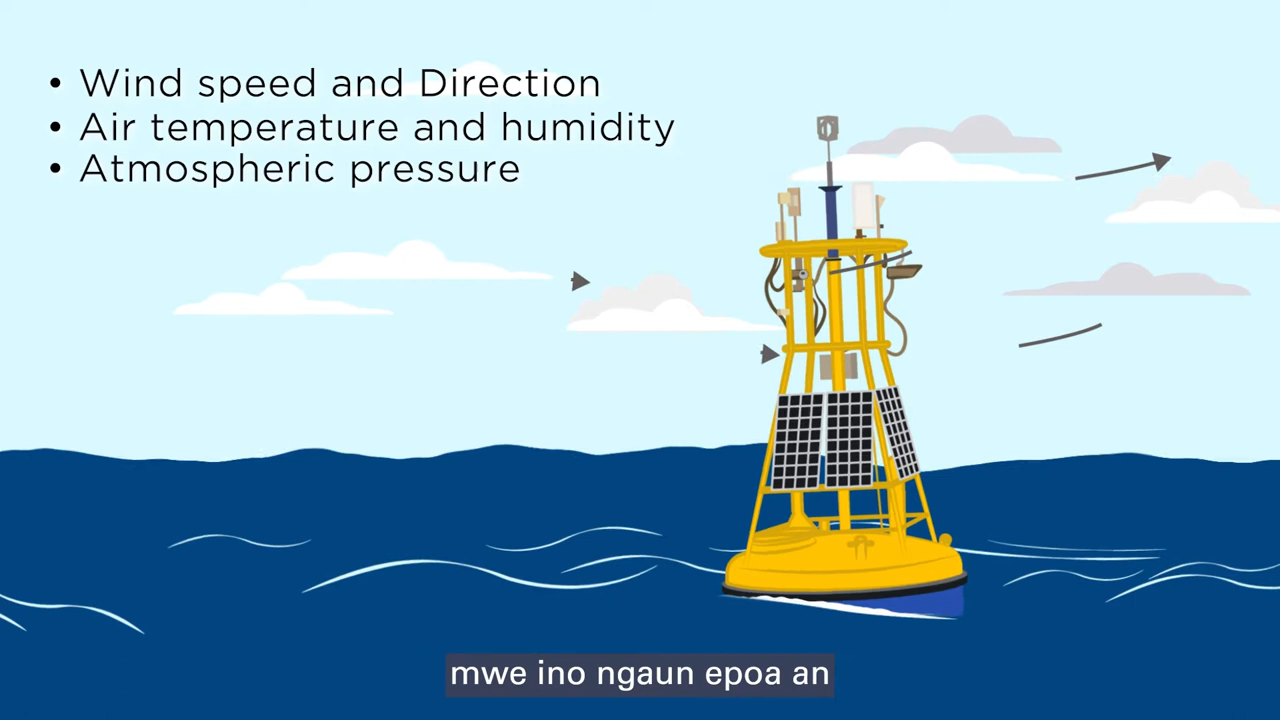 • Wind speed and Direction
• Air temperature and humidity
• Atmospheric pressure
mwe ino ngaun epoa an